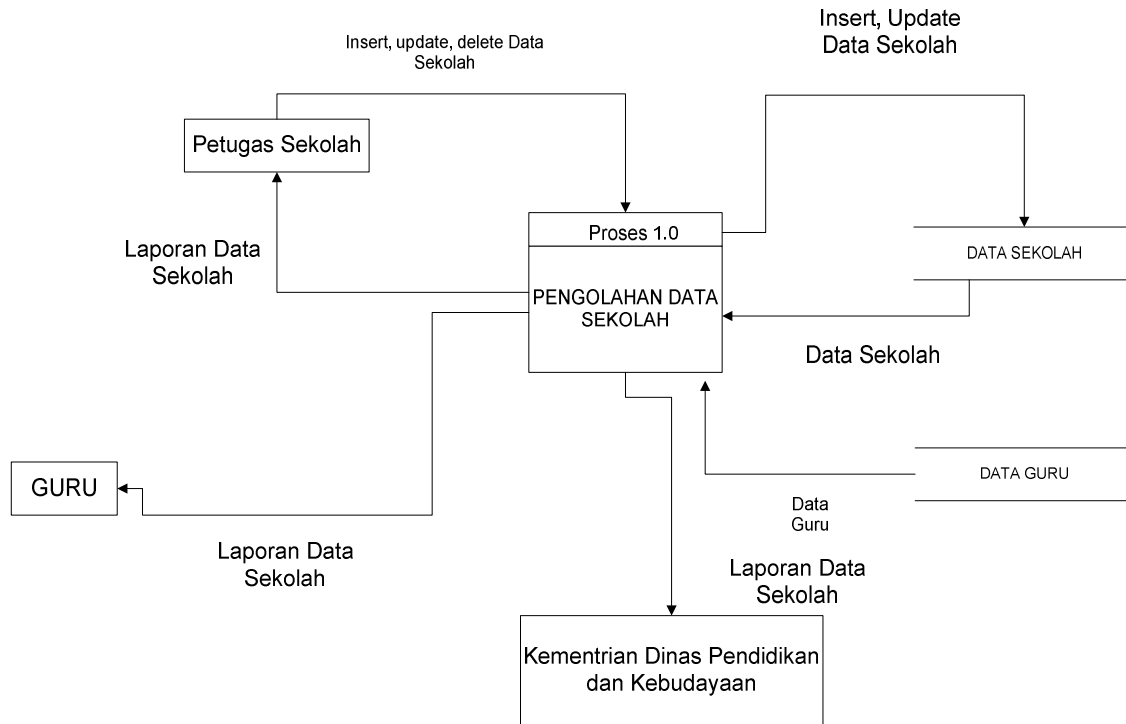 Insert, Update
Data Sekolah
Insert, update, delete Data
Sekolah
Petugas Sekolah
Proses 1.0
Laporan Data
Sekolah
DATA SEKOLAH
PENGOLAHAN DATA
SEKOLAH
Data Sekolah
GURU
DATA GURU
Data
Guru
Laporan Data
Sekolah
Laporan Data
Sekolah
Kementrian Dinas Pendidikan
dan Kebudayaan